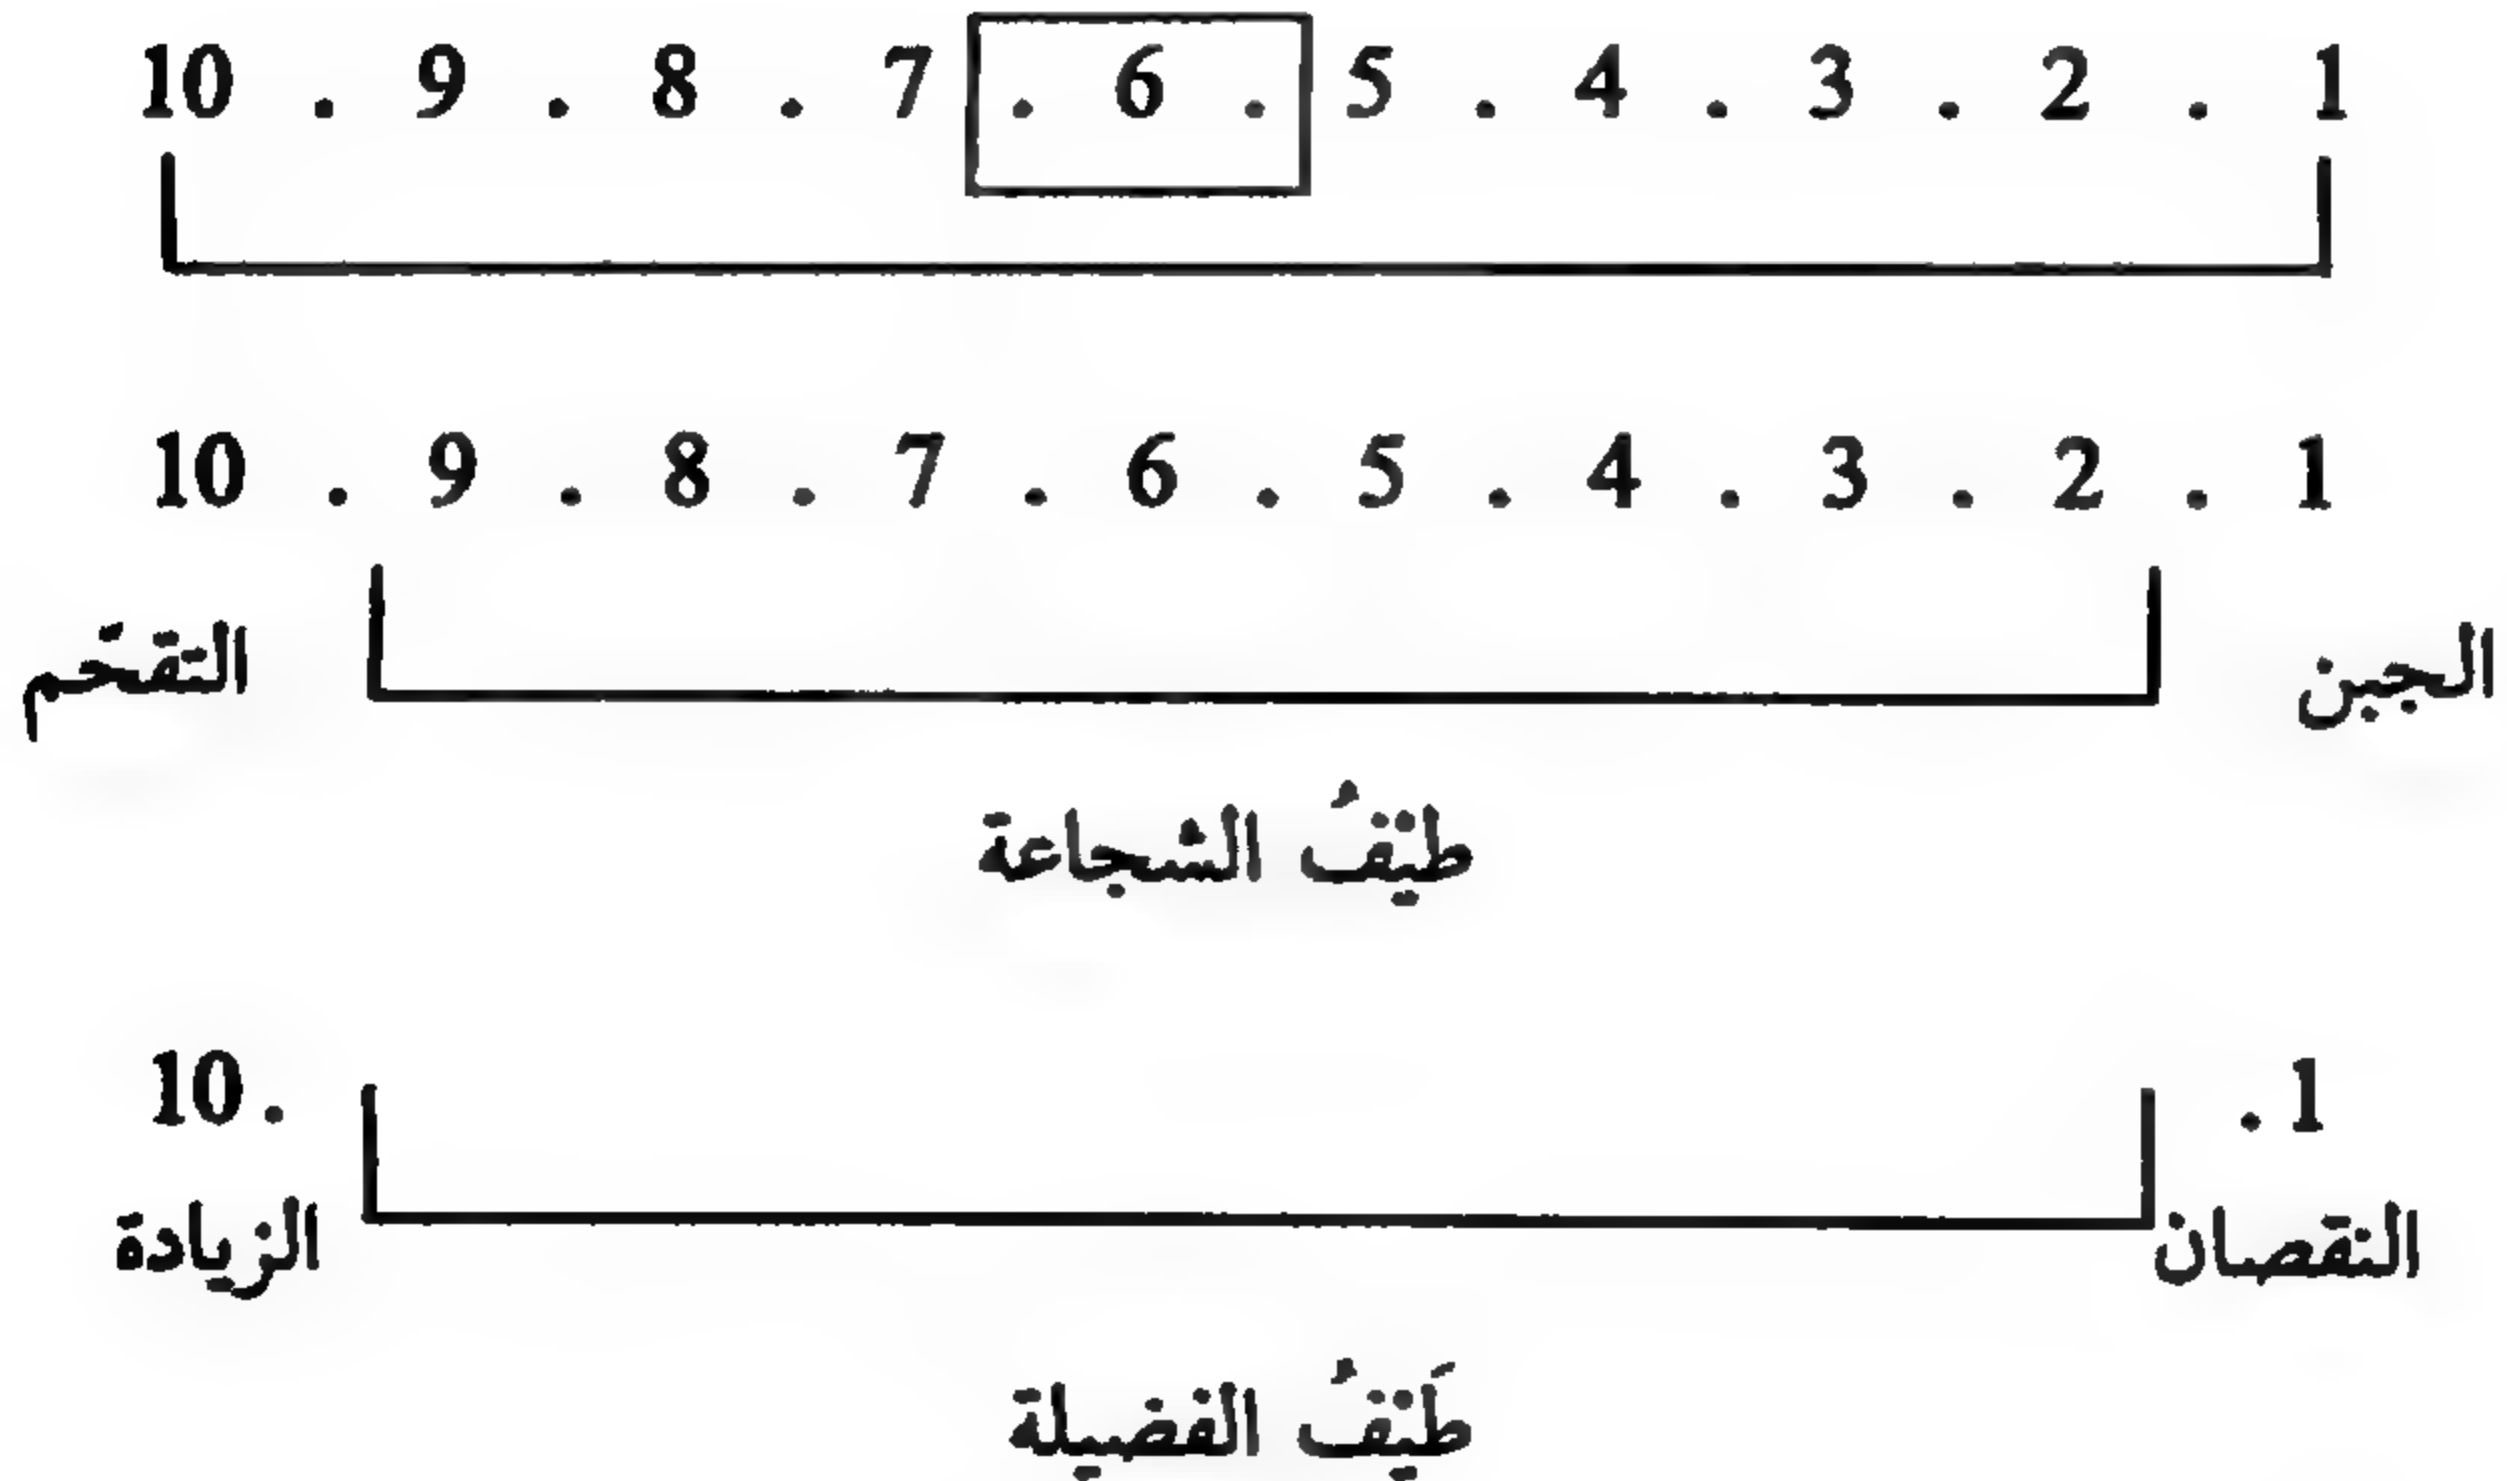 1 . 2 . 3 . 4 . 5 . 6 . 7 . 8 . 9 . 10
1 . 2 . 3 . 4 . 5 . 6 . 7 . 8 . 9 . 10
الجبن التقحُم
طيْفُ الشجاعة
1 . . 10
النقصان الزيادة
طَيْفُ الفضيلة